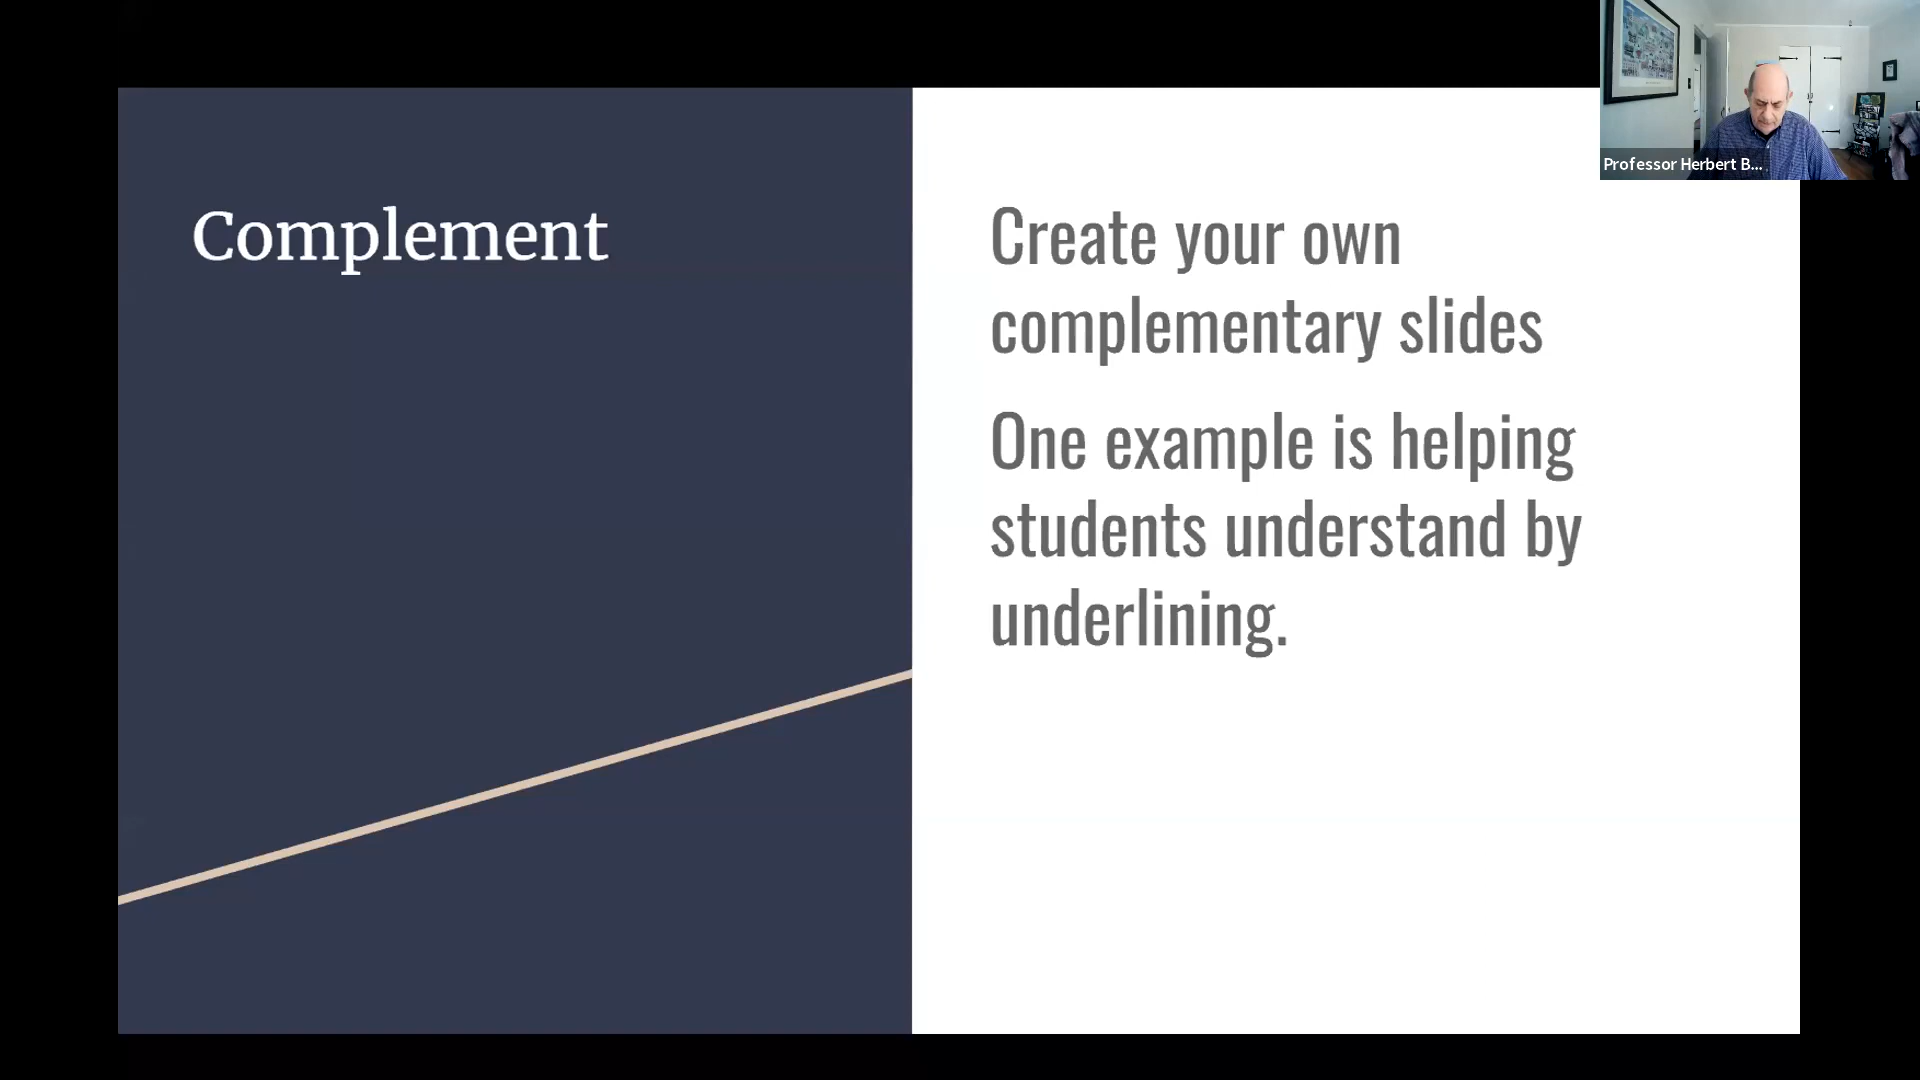 Professor Herbert B...
Complement
Create your own
complementary slides
One example is helping
students understand by
underlining.